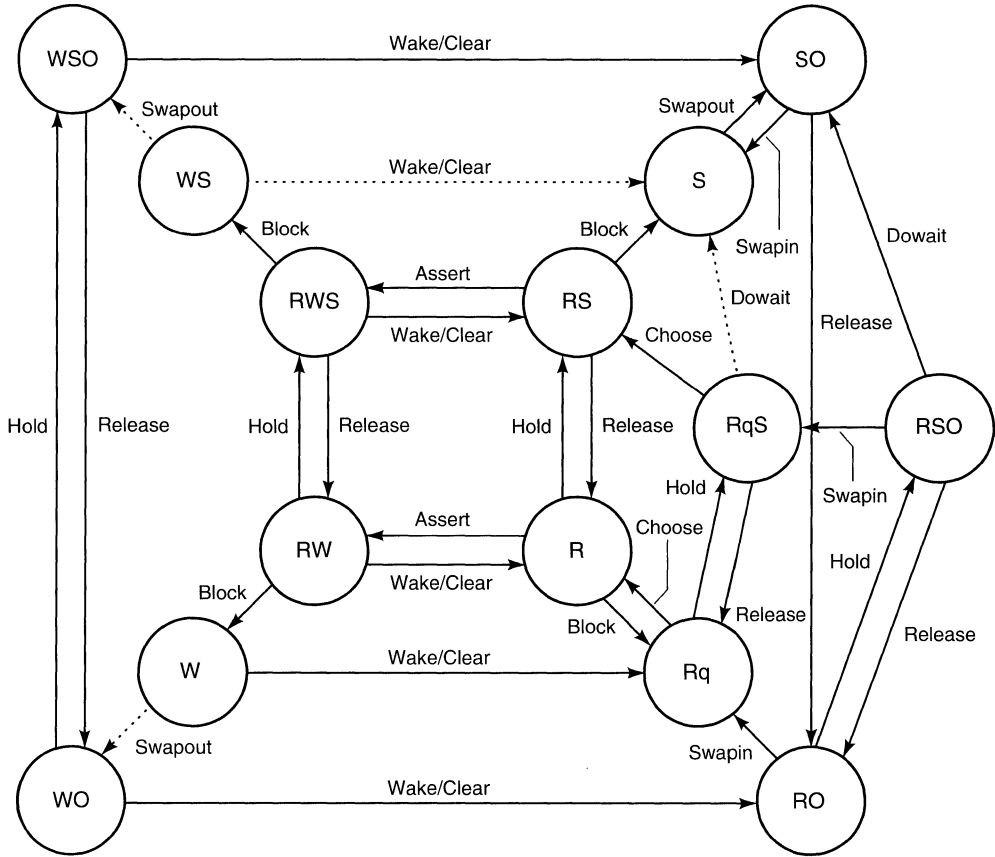 WSO
Wake/Clear
SO
Swapout
Swapout
WS
Wake/Clear
S
Block
Block
Swapin
Dowait
RWS
Assert
RS
Dowait
Wake/Clear
Choose
Release
Hold
Release
Hold
Release
Hold
Release
RqS
RSO
Hold
Swapin
RW
Assert
R
Choose
Hold
Wake/Clear
Block
Block
Release
Release
W
Wake/Clear
Rq
Swapout
Swapin
WO
Wake/Clear
RO